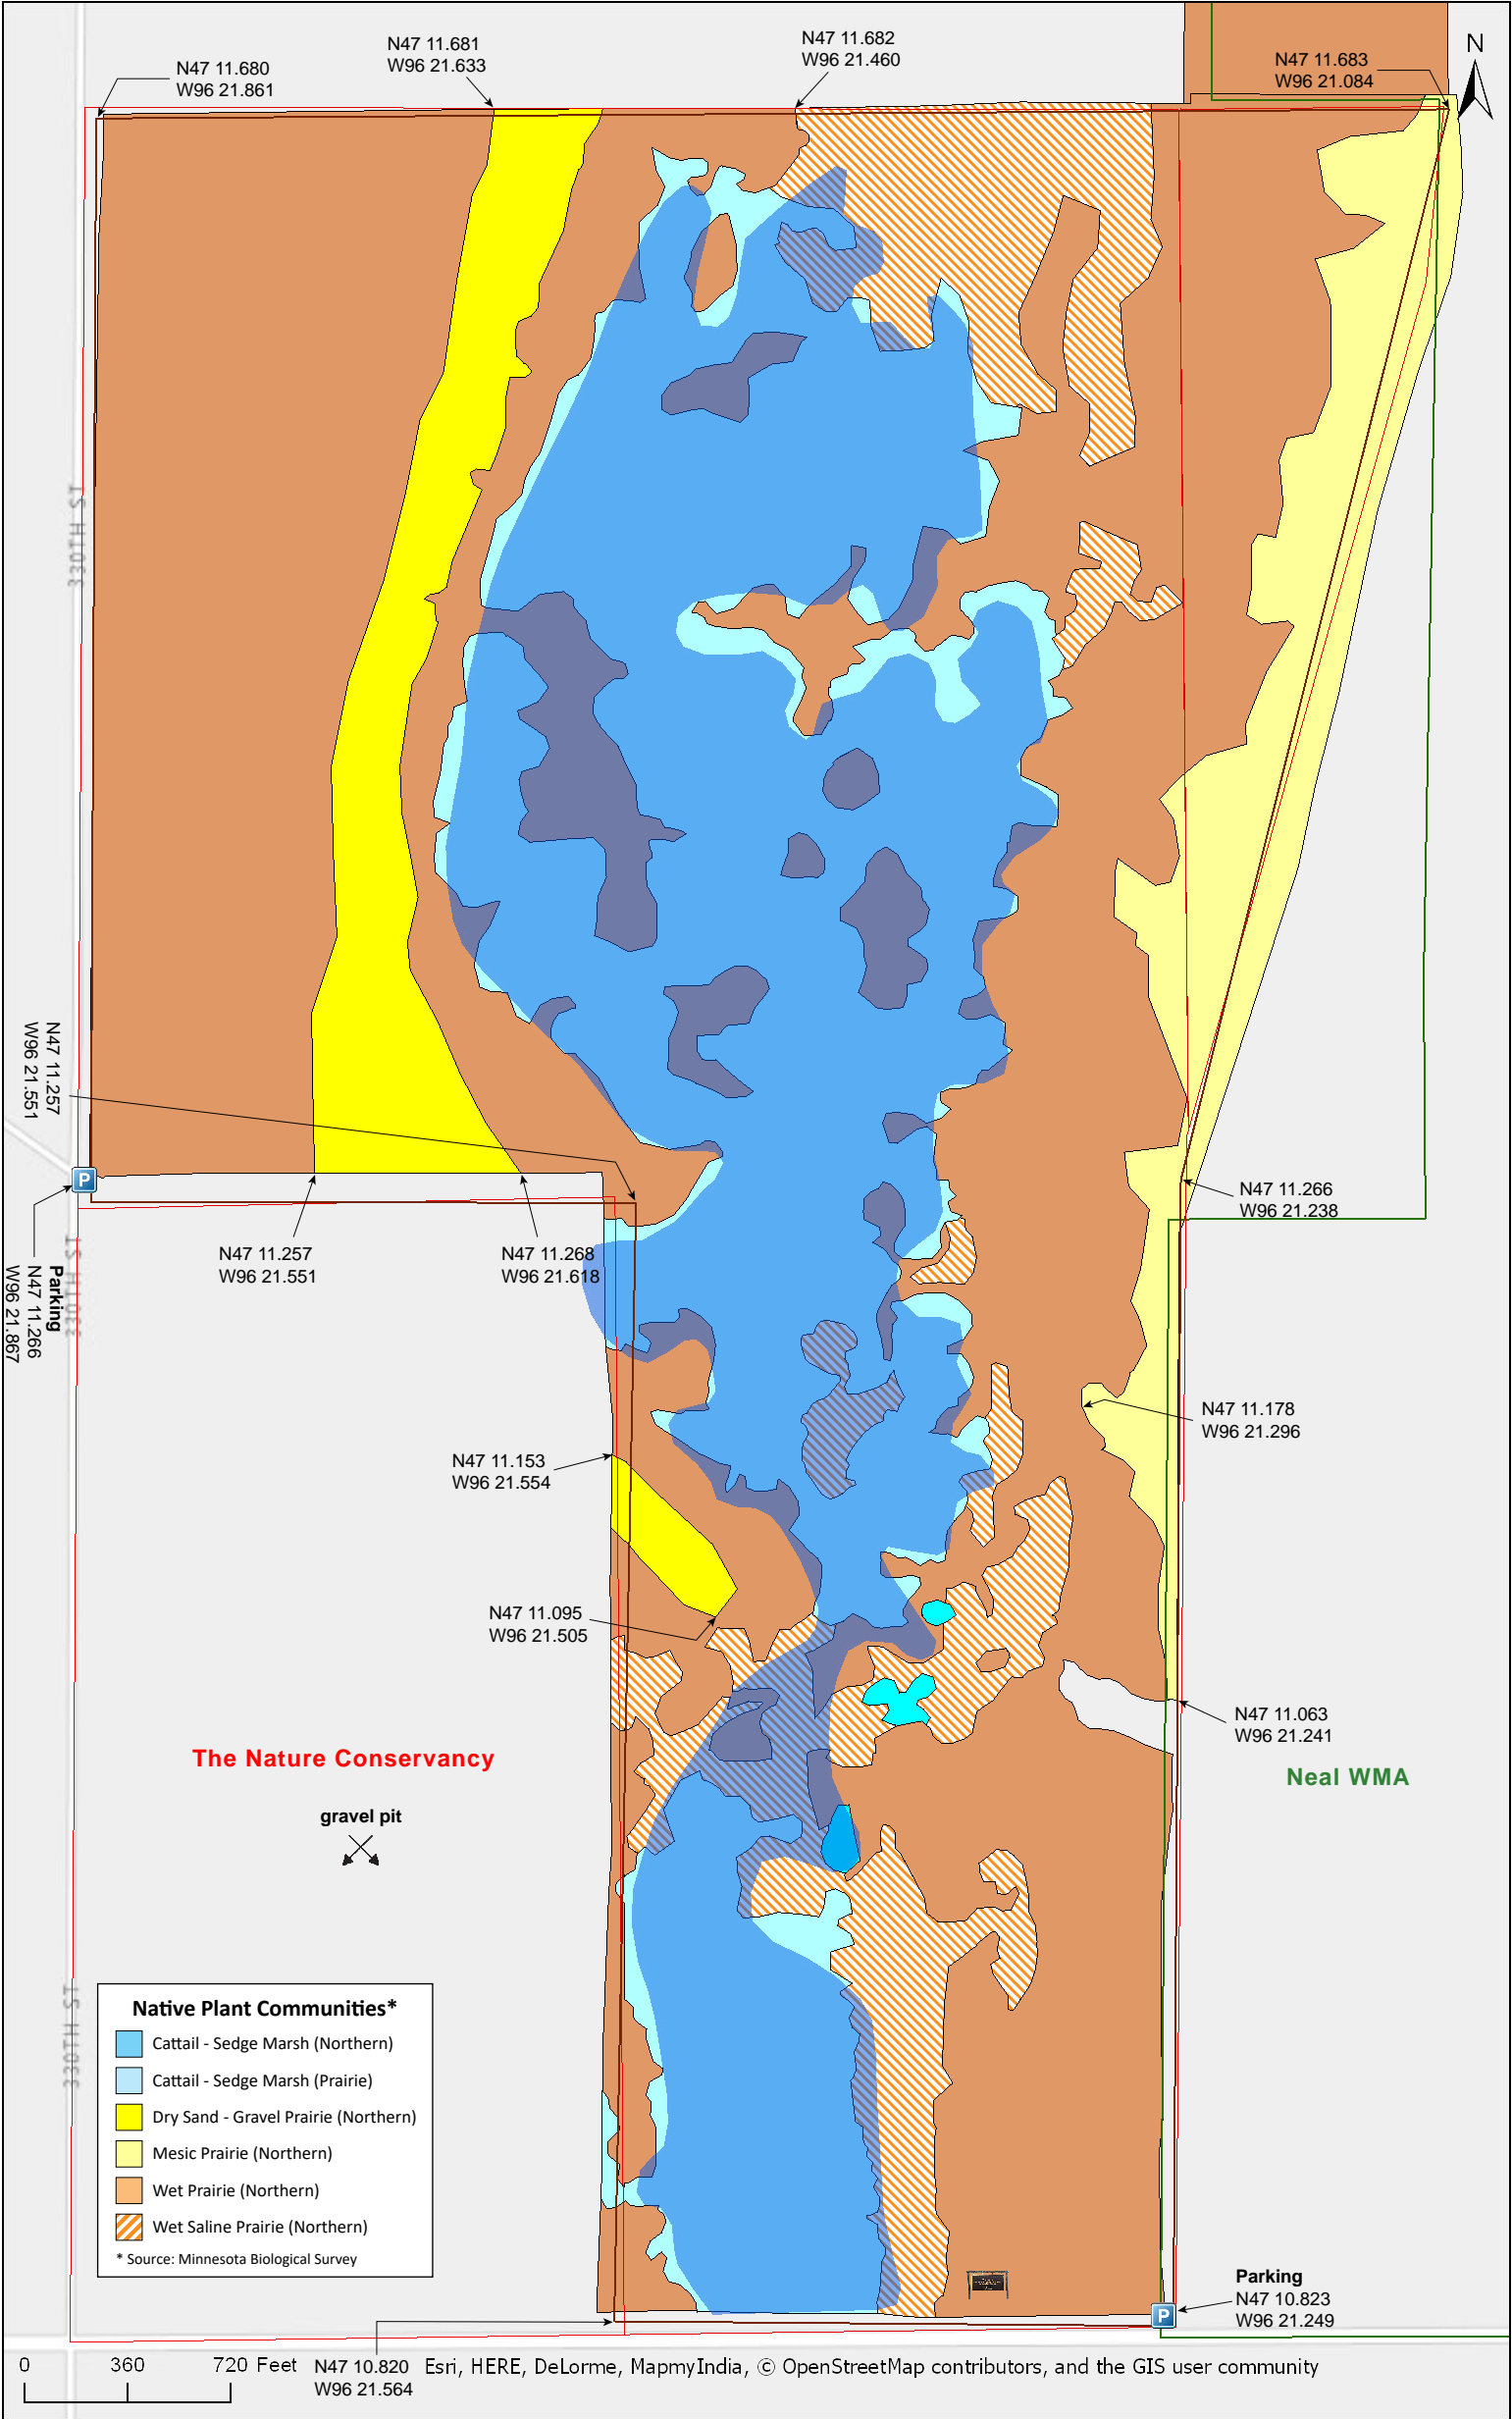 N47 11.681
W96 21.633
N47 11.682
W96 21.460
N
N47 11.680
W96 21.861
N47 11.683
W96 21.084
330TH ST
N47 11.257
W96 21.551
Parking
N47 11.266
W96 21.867
330TH ST
N47 11.257
W96 21.551
N47 11.268
W96 21.618
N47 11.266
W96 21.238
N47 11.178
W96 21.296
N47 11.153
W96 21.554
N47 11.095
W96 21.505
N47 11.063
W96 21.241
The Nature Conservancy
Neal WMA
gravel pit
330TH ST
Native Plant Communities*
Cattail - Sedge Marsh (Northern)
Cattail - Sedge Marsh (Prairie)
Dry Sand - Gravel Prairie (Northern)
Mesic Prairie (Northern)
Wet Prairie (Northern)
Wet Saline Prairie (Northern)
* Source: Minnesota Biological Survey
P
P
Parking
N47 10.823
W96 21.249
0 360 720 Feet
N47 10.820
W96 21.564
Esri, HERE, DeLorme, MapmyIndia, © OpenStreetMap contributors, and the GIS user community